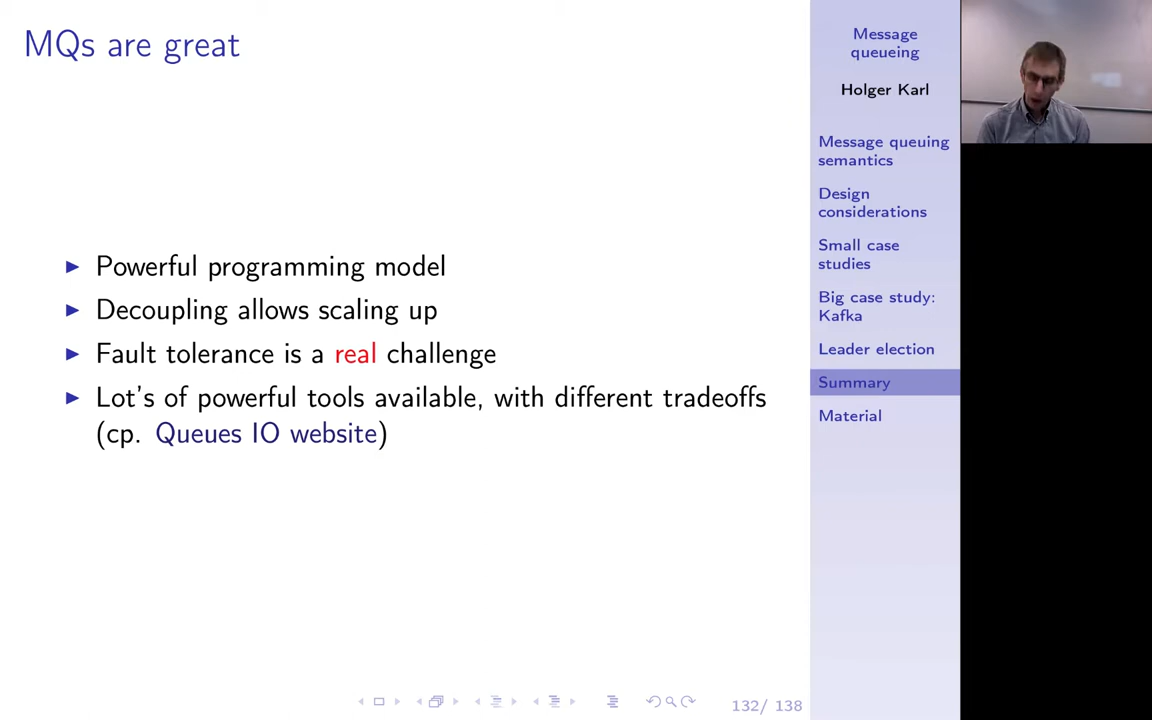 MQs are great
Powerful programming model
Decoupling allows scaling up
Fault tolerance is a real challenge
Lot's of powerful tools available, with different tradeoffs
(cp. Queues IO website)
132/ 138
Message
queueing
Holger Karl
Message queuing
semantics
Design
considerations
Small case
studies
Big case study:
Kafka
Leader election
Summary
Material